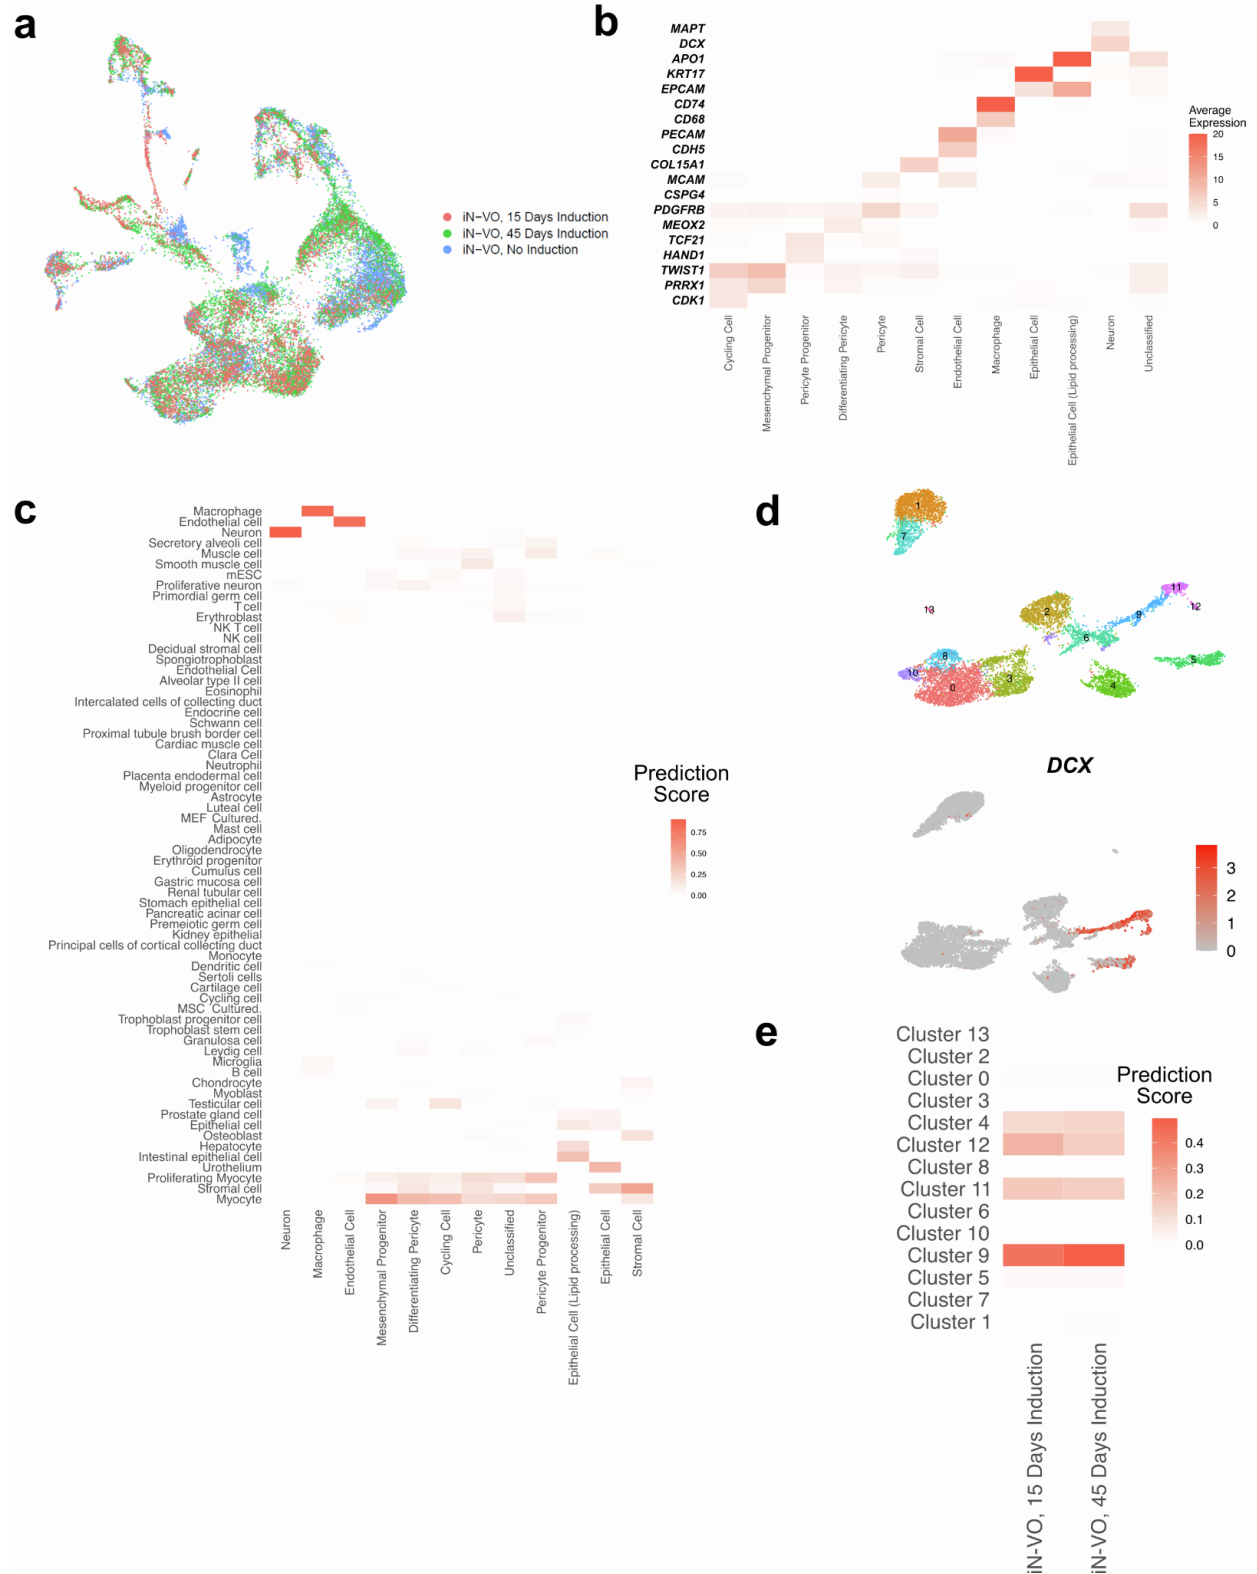 a
iN−VO, 15 Days Induction
iN−VO, 45 Days Induction
iN−VO, No Induction
b
MAPT
DCX
APO1
KRT17
EPCAM
CD74
CD68
PECAM
CDH5
COL15A1
MCAM
CSPG4
PDGFRB
MEOX2
TCF21
HAND1
TWIST1
PRRX1
CDK1
Cycling Cell
Mesenchymal Progenitor
Pericyte Progenitor
Differentiating Pericyte
Pericyte
Stromal Cell
Endothelial Cell
Macrophage
Epithelial Cell
Epithelial Cell (Lipid processing)
Neuron
Unclassified
Average
Expression
20
15
10
5
0
c
Macrophage
Endothelial cell
Neuron
Secretory alveoli cell
Muscle cell
Smooth muscle cell
mESC
Proliferative neuron
Primordial germ cell
T cell
Erythroblast
NK T cell
NK cell
Decidual stromal cell
Spongiotrophoblast
Endothelial Cell
Alveolar type II cell
Eosinophil
Intercalated cells of collecting duct
Endocrine cell
Schwann cell
Proximal tubule brush border cell
Cardiac muscle cell
Clara Cell
Neutrophil
Placenta endodermal cell
Myeloid progenitor cell
Astrocyte
Luteal cell
MEF Cultured.
Mast cell
Adipocyte
Oligodendrocyte
Erythroid progenitor
Cumulus cell
Gastric mucosa cell
Renal tubular cell
Stomach epithelial cell
Pancreatic acinar cell
Premeiotic germ cell
Kidney epithelial
Principal cells of cortical collecting duct
Monocyte
Dendritic cell
Sertoli cells
Cartilage cell
Cycling cell
MSC Cultured.
Trophoblast progenitor cell
Trophoblast stem cell
Granulosa cell
Leydig cell
Microglia
B cell
Chondrocyte
Myoblast
Testicular cell
Prostate gland cell
Epithelial cell
Osteoblast
Hepatocyte
Intestinal epithelial cell
Urothelium
Proliferating Myocyte
Stromal cell
Myocyte
Neuron
Macrophage
Endothelial Cell
Mesenchymal Progenitor
Differentiating Pericyte
Cycling Cell
Pericyte
Unclassified
Pericyte Progenitor
Epithelial Cell (Lipid processing)
Epithelial Cell
Stromal Cell
Prediction
Score
0.75
0.50
0.25
0.00
d
1
7
13
2
11
12
9
6
8
5
10
0
3
4
DCX
3
2
1
0
e
Cluster 13
Cluster 2
Cluster 0
Cluster 3
Cluster 4
Cluster 12
Cluster 8
Cluster 11
Cluster 6
Cluster 10
Cluster 9
Cluster 5
Cluster 7
Cluster 1
iN-VO, 15 Days Induction
iN-VO, 45 Days Induction
Prediction
Score
0.4
0.3
0.2
0.1
0.0